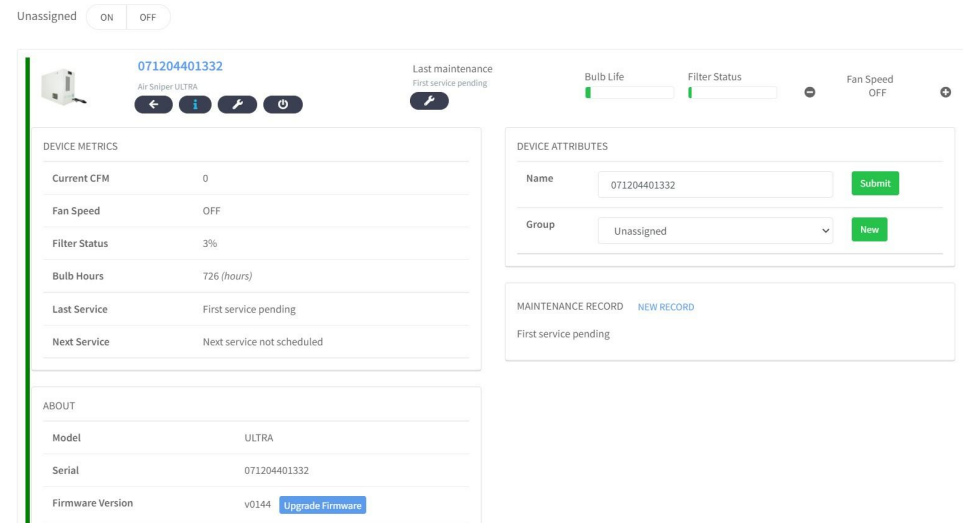 Unassigned ON OFF
071204401332
Air Sniper ULTRA
Last maintenance
First service pending
Bulb Life
Filter Status
Fan Speed
OFF
DEVICE METRICS
Current CFM 0
Fan Speed OFF
Filter Status 3%
Bulb Hours 726 (hours)
Last Service First service pending
Next Service Next service not scheduled
DEVICE ATTRIBUTES
Name 071204401332 Submit
Group Unassigned New
MAINTENANCE RECORD NEW RECORD
First service pending
ABOUT
Model ULTRA
Serial 071204401332
Firmware Version v0144 Upgrade Firmware